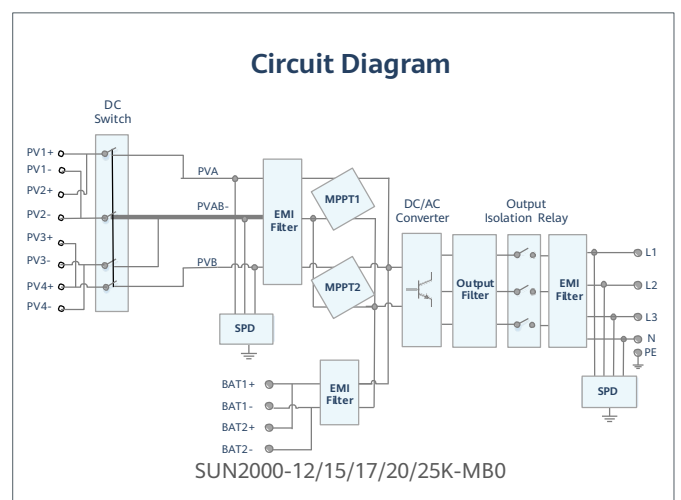 Circuit Diagram
DC
Switch
PV1+
PV1-
PV2+
PV2-
PV3+
PV3-
PV4+
PV4-
PVA
PVAB-
PVB
EMI
Filter
MPPT1
MPPT2
SPD
DC/AC
Converter
Output
Filter
Output
Isolation Relay
EMI
Filter
L1
L2
L3
N
PE
SPD
BAT1+
BAT1-
BAT2+
BAT2-
EMI
Filter
SUN2000-12/15/17/20/25K-MB0